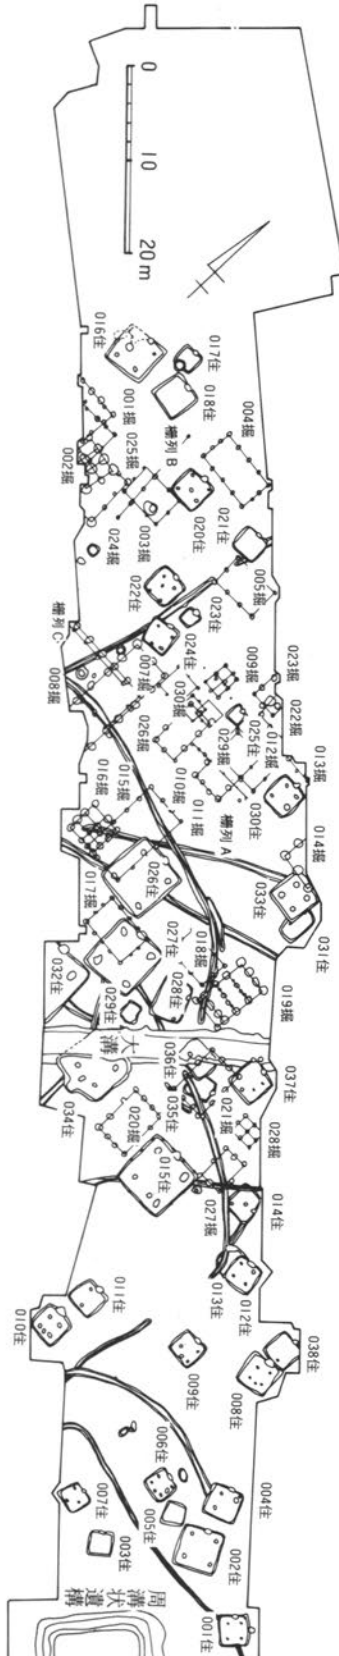 0
10
20 m
016住
017住
018住
001掘
025掘
002掘
柵列 B
004掘
024掘
003掘
020住
021住
022住
023住
005掘
柵列 C
024住
007掘
008掘
009掘
023掘
022掘
030掘
026掘
029掘
025住
012掘
013掘
016掘
015掘
010掘
011掘
柵列 A
030住
014掘
026住
033住
031住
017掘
027住
018掘
028住
019掘
032住
029住
大溝
036住
037住
034住
035住
021掘
028掘
020掘
015住
027掘
014住
013住
012住
011住
010住
009住
038住
008住
006住
007住
005住
004住
003住
002住
001住
周溝状遺構